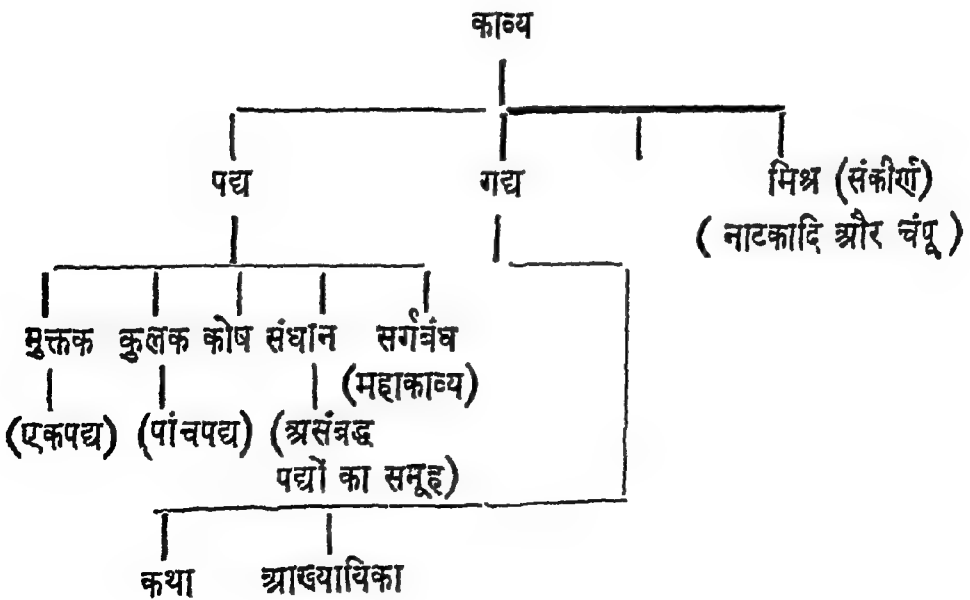 काव्य
पद्य गद्य मिश्र (संकीर्ण)
( नाटकादि और चंपू )
मुक्तक कुलक कोष संघान सर्गबंध
(महाकाव्य)
(एकपद्य) (पांचपद्य) (असंबद्ध
पद्यों का समूह)
कथा आख्यायिका